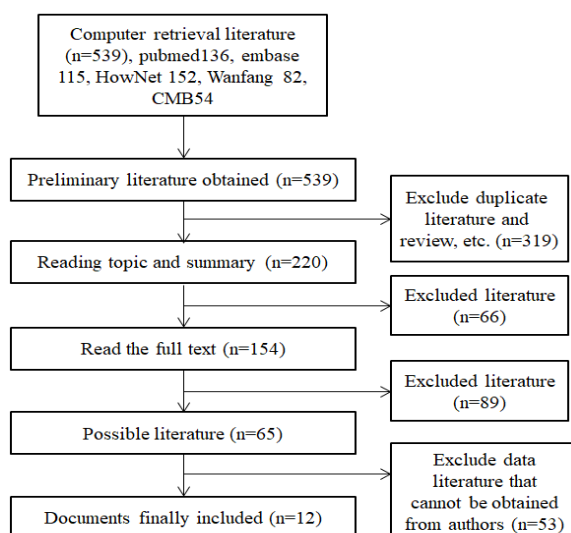 Computer retrieval literature
(n=539), pubmed136, embase
115, HowNet 152, Wanfang 82,
CMB54
Preliminary literature obtained (n=539)
Exclude duplicate
literature and
review, etc. (n=319)
Reading topic and summary (n=220)
Excluded literature
(n=66)
Read the full text (n=154)
Excluded literature
(n=89)
Possible literature (n=65)
Exclude data
literature that
cannot be obtained
from authors (n=53)
Documents finally included (n=12)